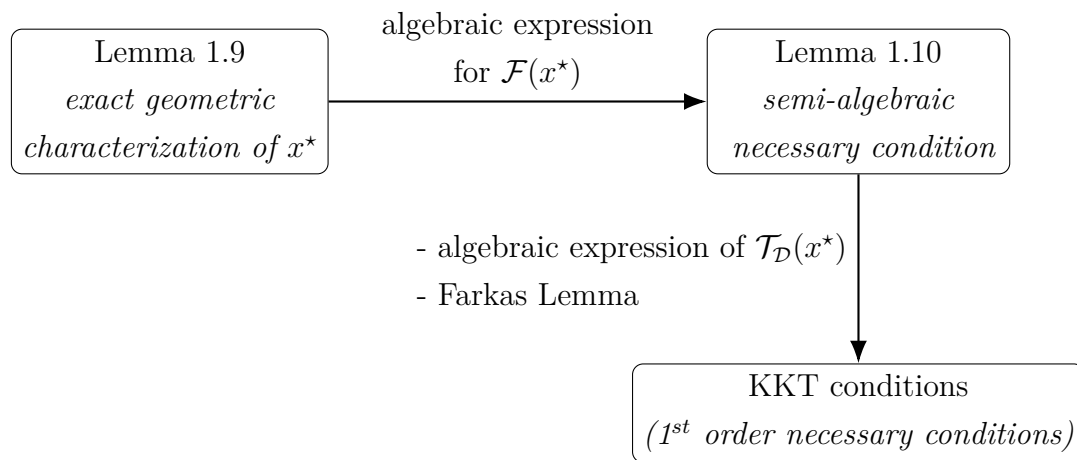 Lemma 1.9
exact geometric
characterization of x⋆
algebraic expression
for ℱ(x⋆)
Lemma 1.10
semi-algebraic
necessary condition
- algebraic expression of 𝒯_𝒟(x⋆)
- Farkas Lemma
KKT conditions
(1st order necessary conditions)